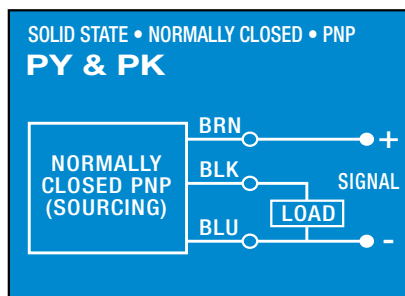 SOLID STATE • NORMALLY CLOSED • PNP
PY & PK
BRN
+
NORMALLY
CLOSED PNP
(SOURCING)
BLK
SIGNAL
LOAD
BLU
-